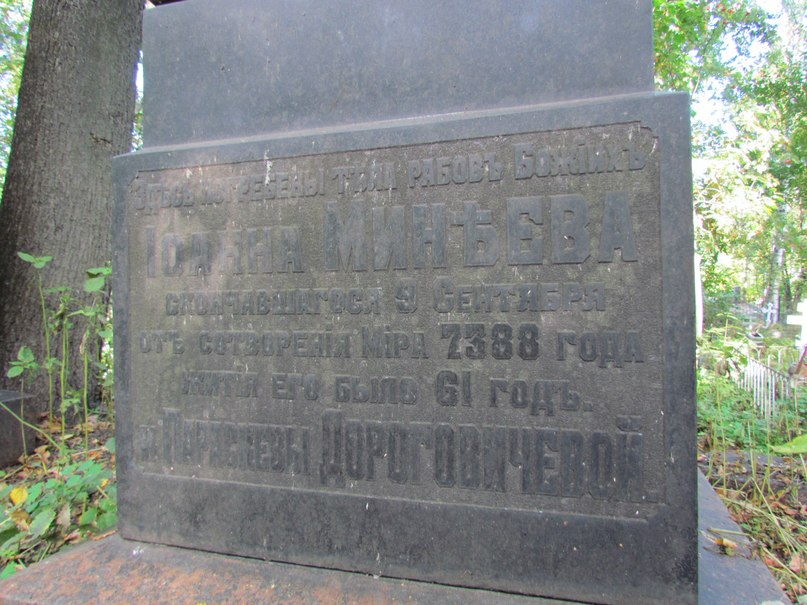 Здѣсь погребены тѣла рабовъ Божіихъ
Іоанна Минѣева
скончавшагося 9 Сентября
отъ сотворенія Міра 7388 года
житія его было 61 годъ.
и Параскевы Дороговичевой